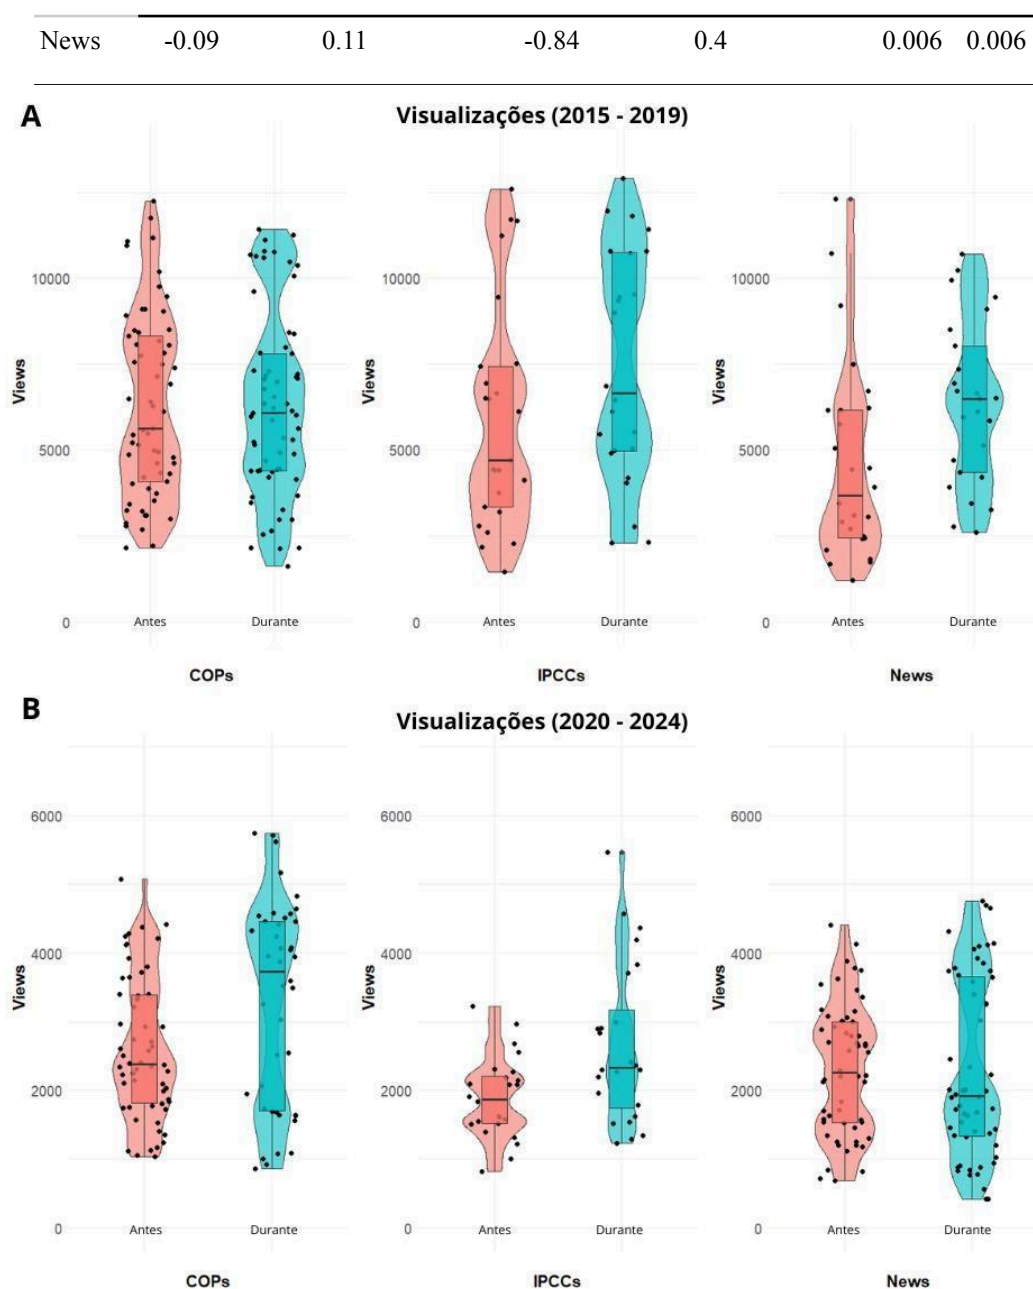 News -0.09 0.11 -0.84 0.4 0.006 0.006
A
Visualizações (2015 - 2019)
Views
10000
5000
0
Antes Durante
COPs
Views
10000
5000
0
Antes Durante
IPCCs
Views
10000
5000
0
Antes Durante
News
B
Visualizações (2020 - 2024)
Views
6000
4000
2000
0
Antes Durante
COPs
Views
6000
4000
2000
0
Antes Durante
IPCCs
Views
6000
4000
2000
0
Antes Durante
News